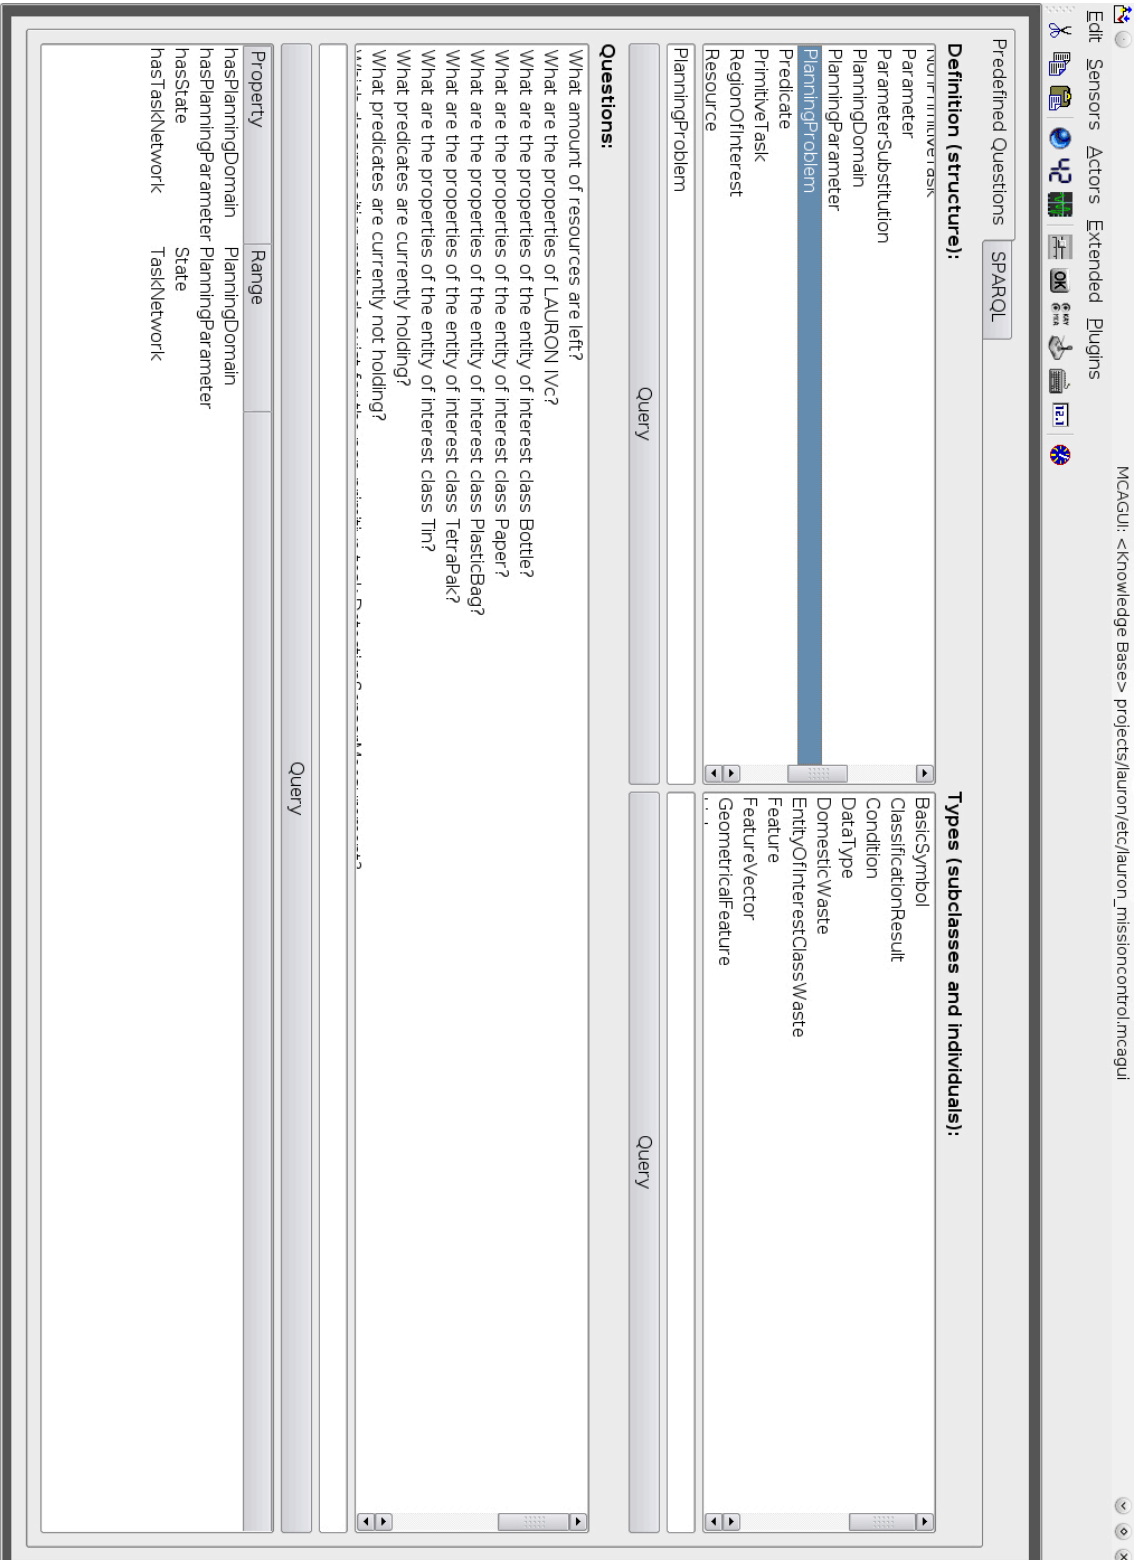 MCAGUI: <Knowledge Base> projects/lauron/etc/lauron_missioncontrol.mcagui
Edit Sensors Actors Extended Plugins
42 OK 12.1
Predefined Questions SPARQL
Definition (structure):
NonPrimitiveTask
Parameter
ParameterSubstitution
PlanningDomain
PlanningParameter
PlanningProblem
Predicate
PrimitiveTask
RegionOfInterest
Resource
PlanningProblem
Query
Types (subclasses and individuals):
BasicSymbol
ClassificationResult
Condition
DataType
DomesticWaste
EntityOfInterestClassWaste
Feature
FeatureVector
GeometricalFeature
Query
Questions:
What amount of resources are left?
What are the properties of LAURON IVc?
What are the properties of the entity of interest class Bottle?
What are the properties of the entity of interest class Paper?
What are the properties of the entity of interest class PlasticBag?
What are the properties of the entity of interest class TetraPak?
What are the properties of the entity of interest class Tin?
What predicates are currently holding?
What predicates are currently not holding?
Query
Property Range
hasPlanningDomain PlanningDomain
hasPlanningParameter PlanningParameter
hasState State
hasTaskNetwork TaskNetwork